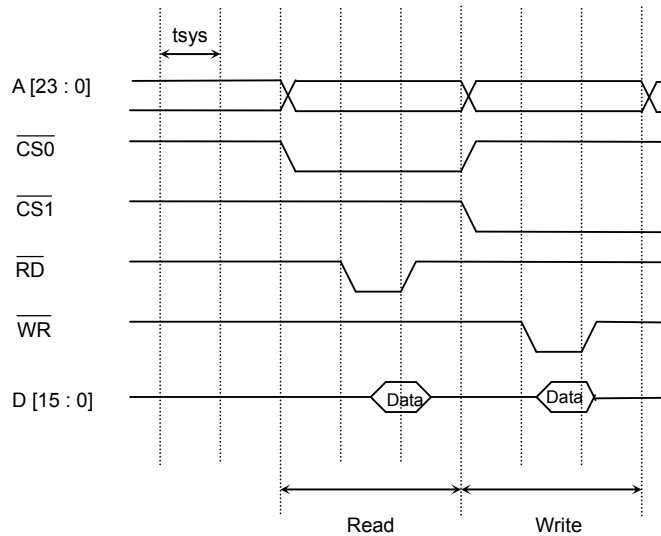 tsys
A [23 : 0]
CS0
CS1
RD
WR
D [15 : 0]
Data
Data
Read
Write